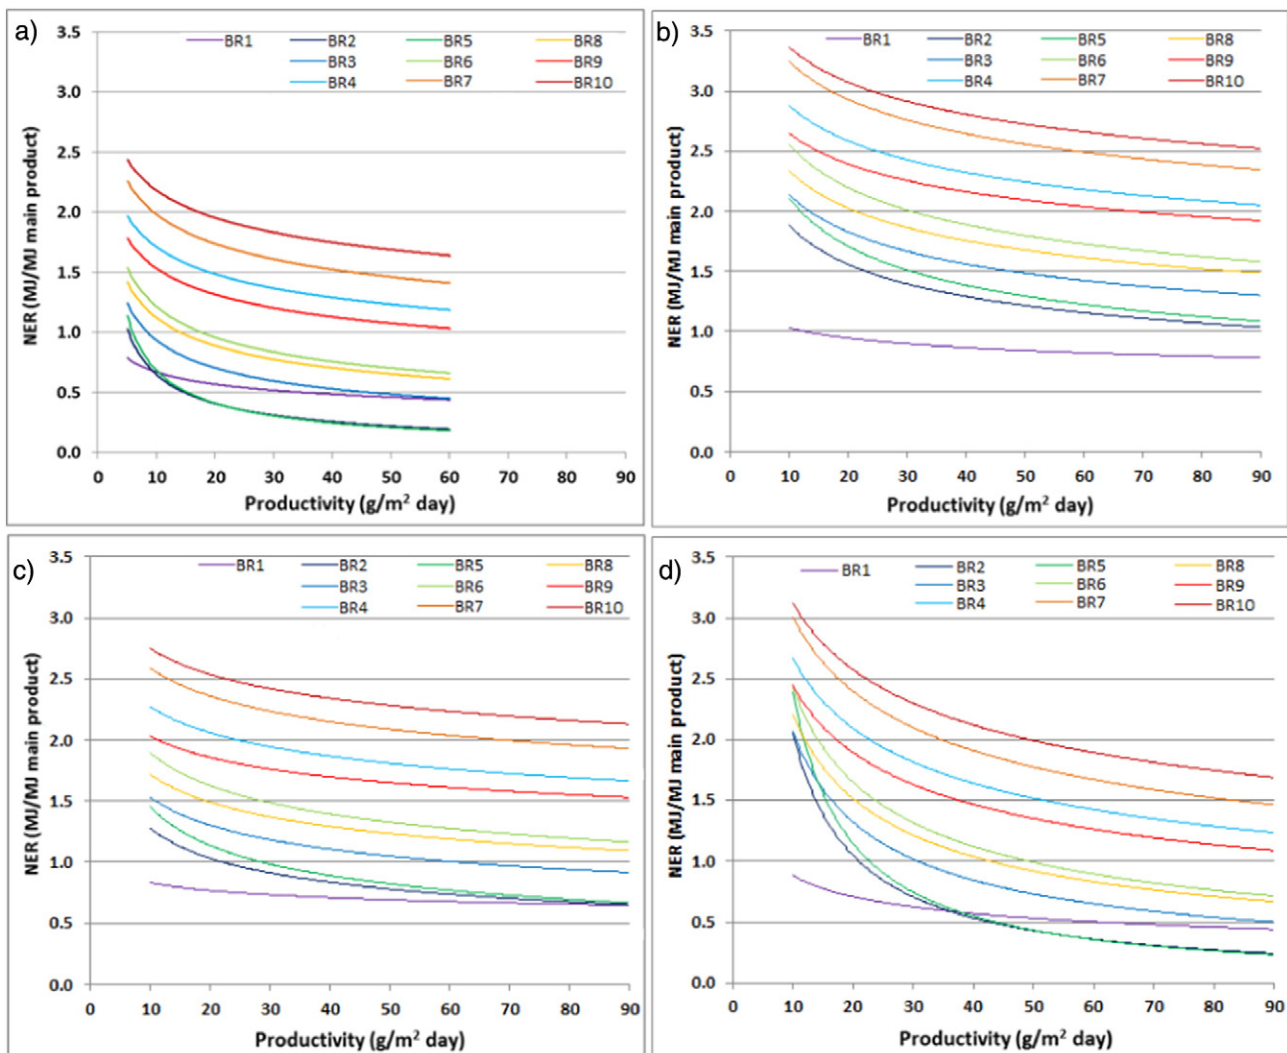 a)
3.5
3.0
2.5
2.0
1.5
1.0
0.5
0.0
NER (MJ/MJ main product)
BR1 BR2 BR5 BR8
BR3 BR6 BR9
BR4 BR7 BR10
0 10 20 30 40 50 60 70 80 90
Productivity (g/m² day)
b)
3.5
3.0
2.5
2.0
1.5
1.0
0.5
0.0
NER (MJ/MJ main product)
BR1 BR2 BR5 BR8
BR3 BR6 BR9
BR4 BR7 BR10
0 10 20 30 40 50 60 70 80 90
Productivity (g/m² day)
c)
3.5
3.0
2.5
2.0
1.5
1.0
0.5
0.0
NER (MJ/MJ main product)
BR1 BR2 BR5 BR8
BR3 BR6 BR9
BR4 BR7 BR10
0 10 20 30 40 50 60 70 80 90
Productivity (g/m² day)
d)
3.5
3.0
2.5
2.0
1.5
1.0
0.5
0.0
NER (MJ/MJ main product)
BR1 BR2 BR5 BR8
BR3 BR6 BR9
BR4 BR7 BR10
0 10 20 30 40 50 60 70 80 90
Productivity (g/m² day)